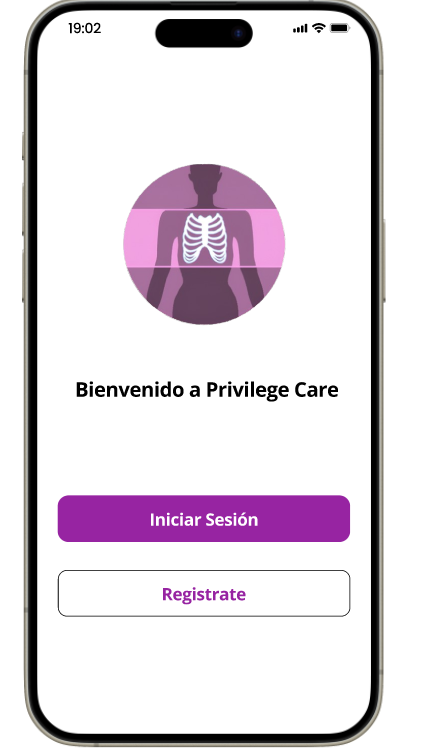 19:02
Bienvenido a Privilege Care
Iniciar Sesión
Registrate